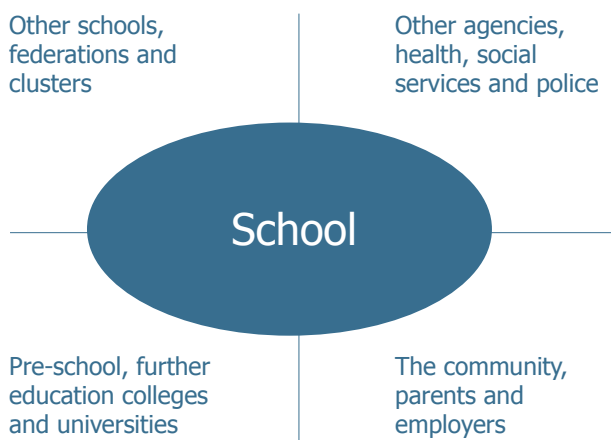 Other schools,
federations and
clusters
Other agencies,
health, social
services and police
School
Pre-school, further
education colleges
and universities
The community,
parents and
employers